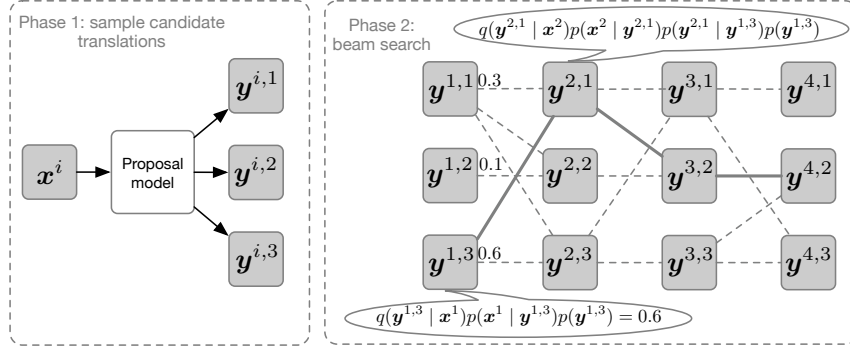 Phase 1: sample candidate
translations
x^i
Proposal
model
y^{i,1}
y^{i,2}
y^{i,3}
Phase 2:
beam search
q(y^{2,1} | x^2)p(x^2 | y^{2,1})p(y^{2,1} | y^{1,3})p(y^{1,3})
y^{1,1} 0.3 y^{2,1} y^{3,1} y^{4,1}
y^{1,2} 0.1 y^{2,2} y^{3,2} y^{4,2}
y^{1,3} 0.6 y^{2,3} y^{3,3} y^{4,3}
q(y^{1,3} | x^1)p(x^1 | y^{1,3})p(y^{1,3}) = 0.6